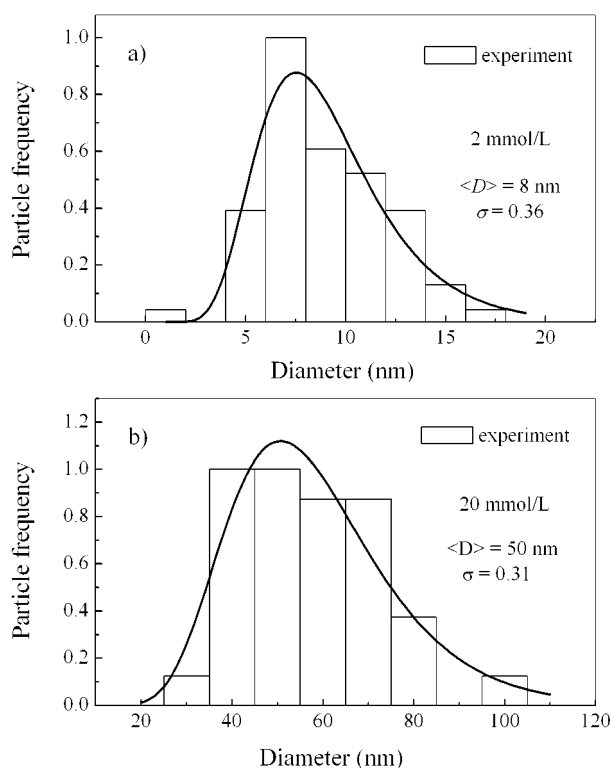 a)
experiment
2 mmol/L
<D> = 8 nm
σ = 0.36
Particle frequency
1.0
0.8
0.6
0.4
0.2
0.0
0 5 10 15 20
Diameter (nm)
b)
experiment
20 mmol/L
<D> = 50 nm
σ = 0.31
Particle frequency
1.2
1.0
0.8
0.6
0.4
0.2
0.0
20 40 60 80 100 120
Diameter (nm)